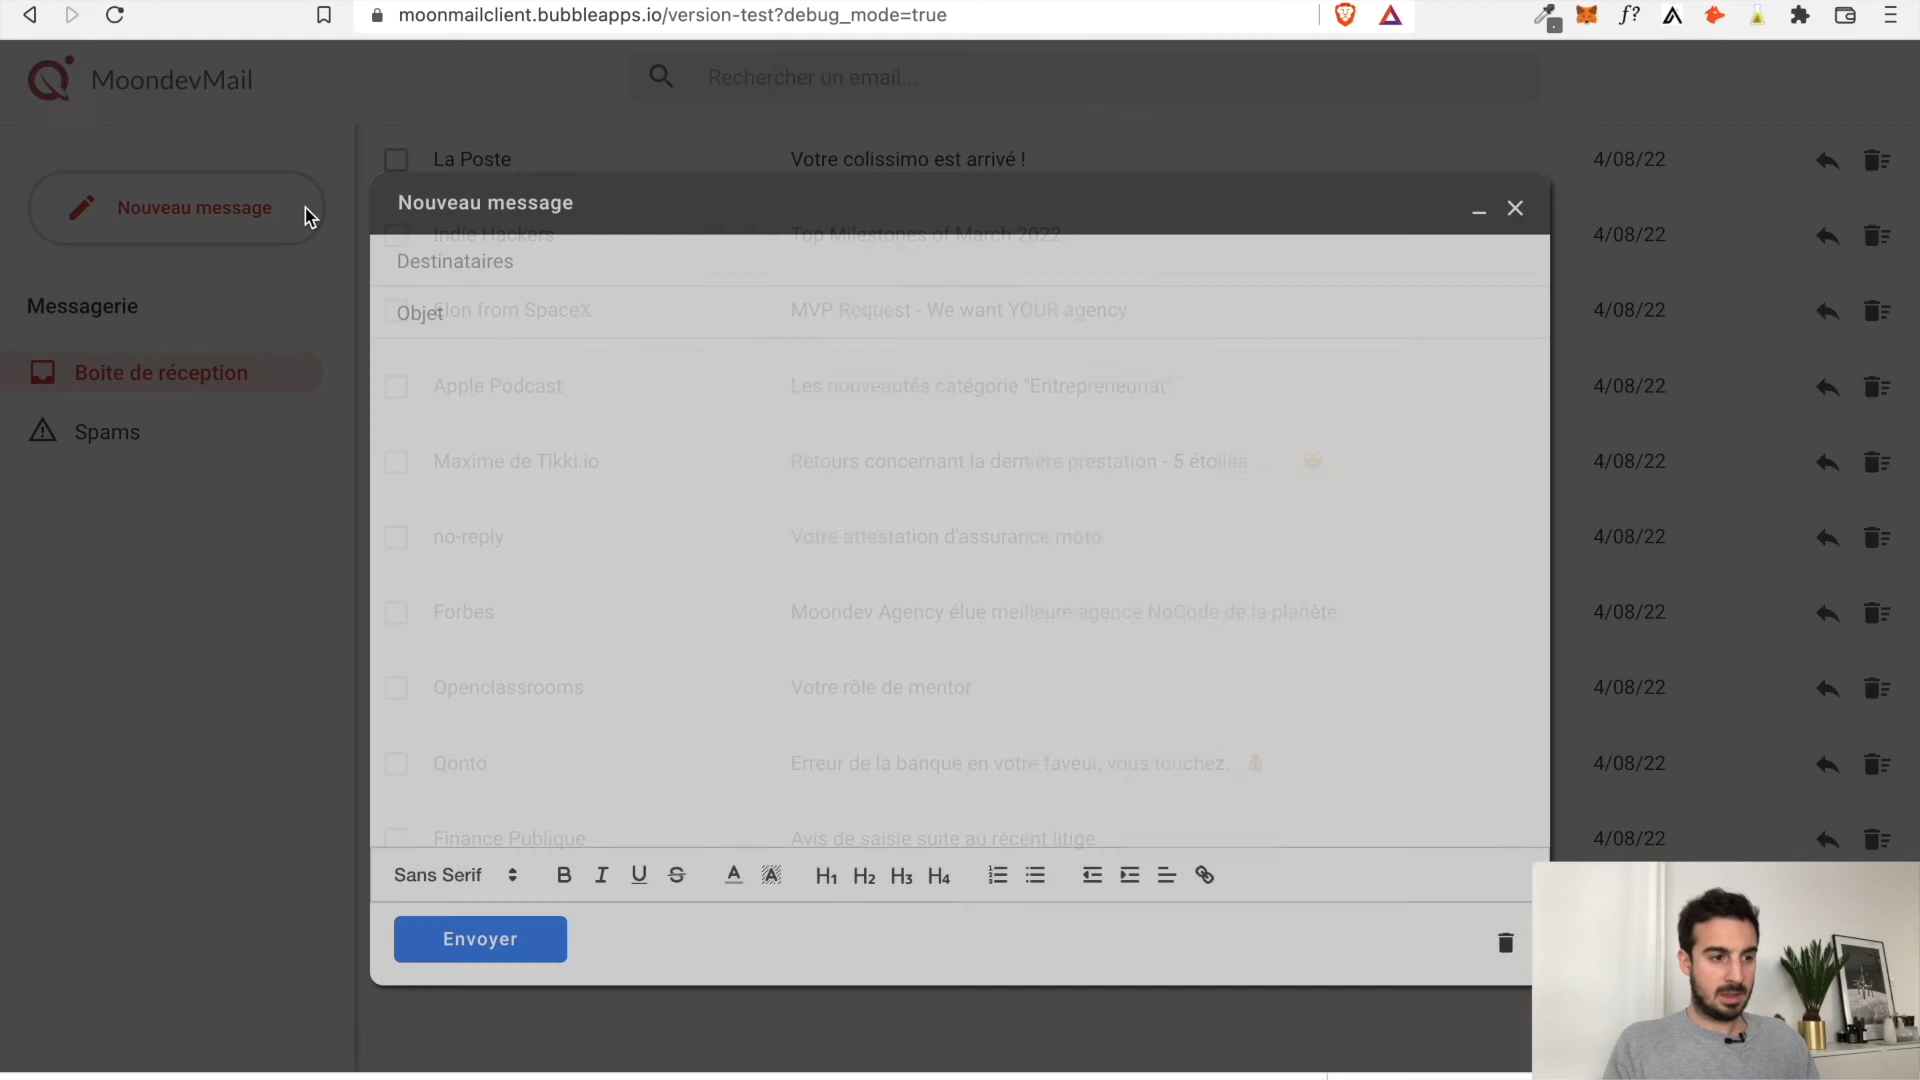 moonmailclient.bubbleapps.io/version-test?debug_mode=true
f?
MoondevMail
Rechercher un email...
La Poste Votre colissimo est arrivé ! 4/08/22
Nouveau message
Nouveau message
Indie Hackers Top Milestones of March 2022 4/08/22
Destinataires
Messagerie
Elon from SpaceX MVP Request - We want YOUR agency 4/08/22
Objet
Boite de réception
Apple Podcast Les nouveautés catégorie "Entrepreneuriat" 4/08/22
Spams
Maxime de Tikki.io Retours concernant la dernière prestation - 5 étoiles 4/08/22
no-reply Votre attestation d'assurance moto 4/08/22
Forbes Moondev Agency élue meilleure agence NoCode de la planète 4/08/22
Openclassrooms Votre rôle de mentor 4/08/22
Qonto Erreur de la banque en votre faveur, vous touchez... 4/08/22
Finance Publique Avis de saisie suite au récent litige 4/08/22
Sans Serif B I U S A A H1 H2 H3 H4
Envoyer